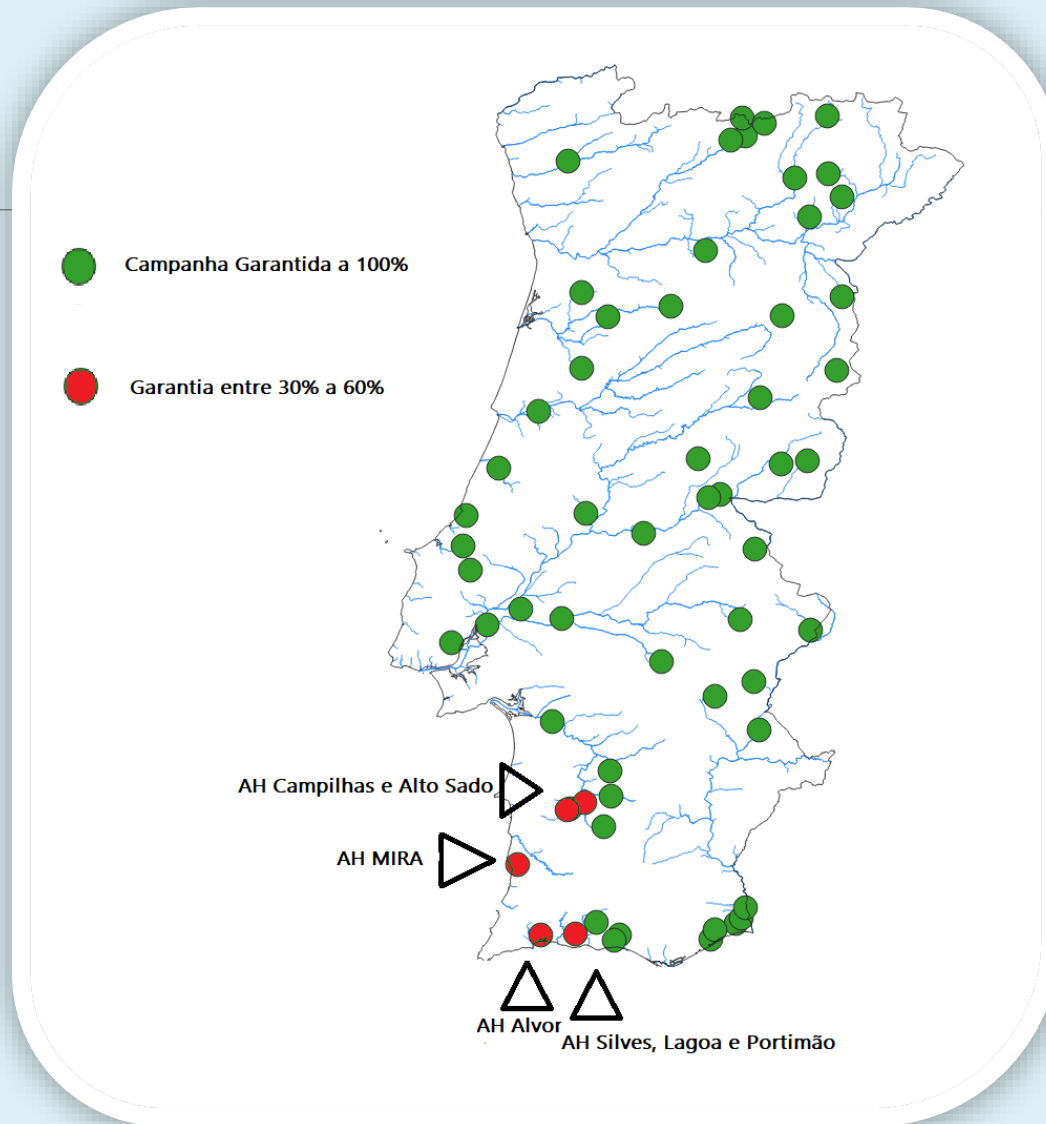 Campanha Garantida a 100%
Garantia entre 30% a 60%
AH Campilhas e Alto Sado
AH MIRA
AH Alvor
AH Silves, Lagoa e Portimão